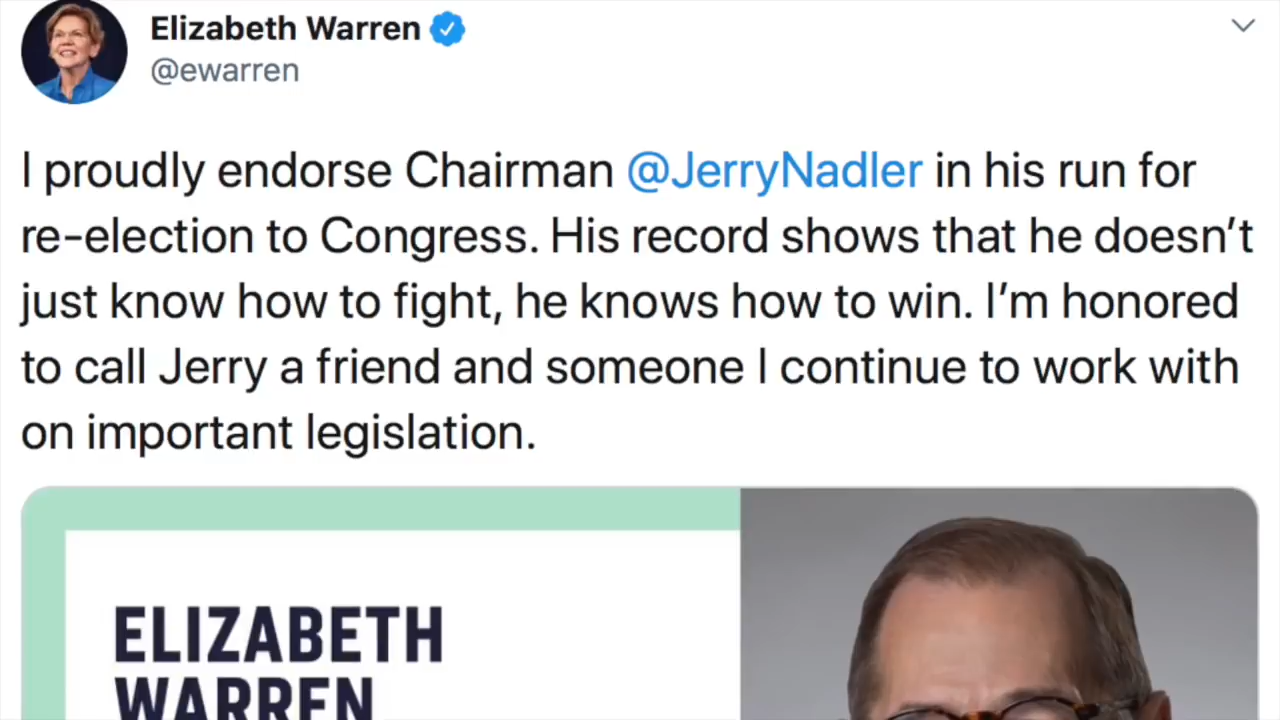 Elizabeth Warren
@ewarren
I proudly endorse Chairman @JerryNadler in his run for
re-election to Congress. His record shows that he doesn’t
just know how to fight, he knows how to win. I’m honored
to call Jerry a friend and someone I continue to work with
on important legislation.
ELIZABETH
WARREN